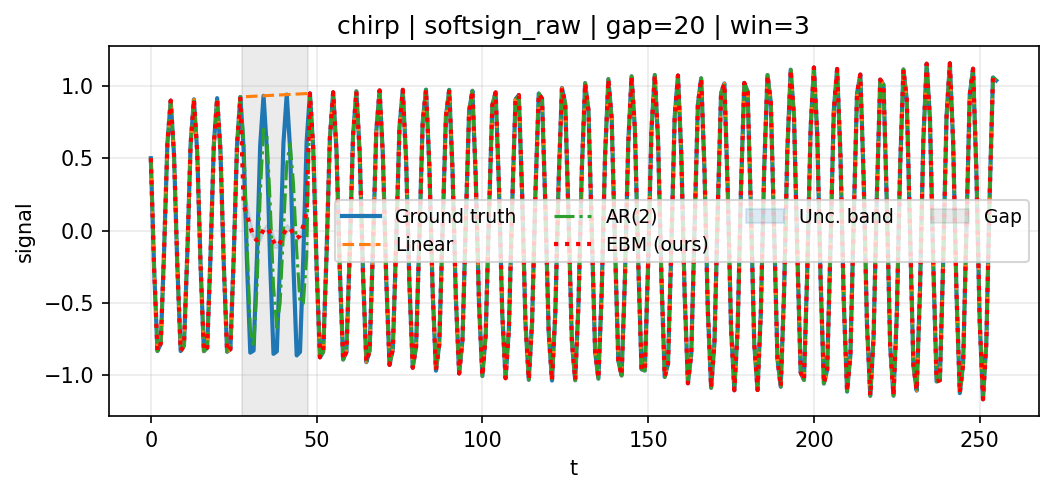 chirp | softsign_raw | gap=20 | win=3
signal
1.0
0.5
0.0
−0.5
−1.0
Ground truth AR(2) Unc. band Gap
Linear EBM (ours)
0 50 100 150 200 250
t